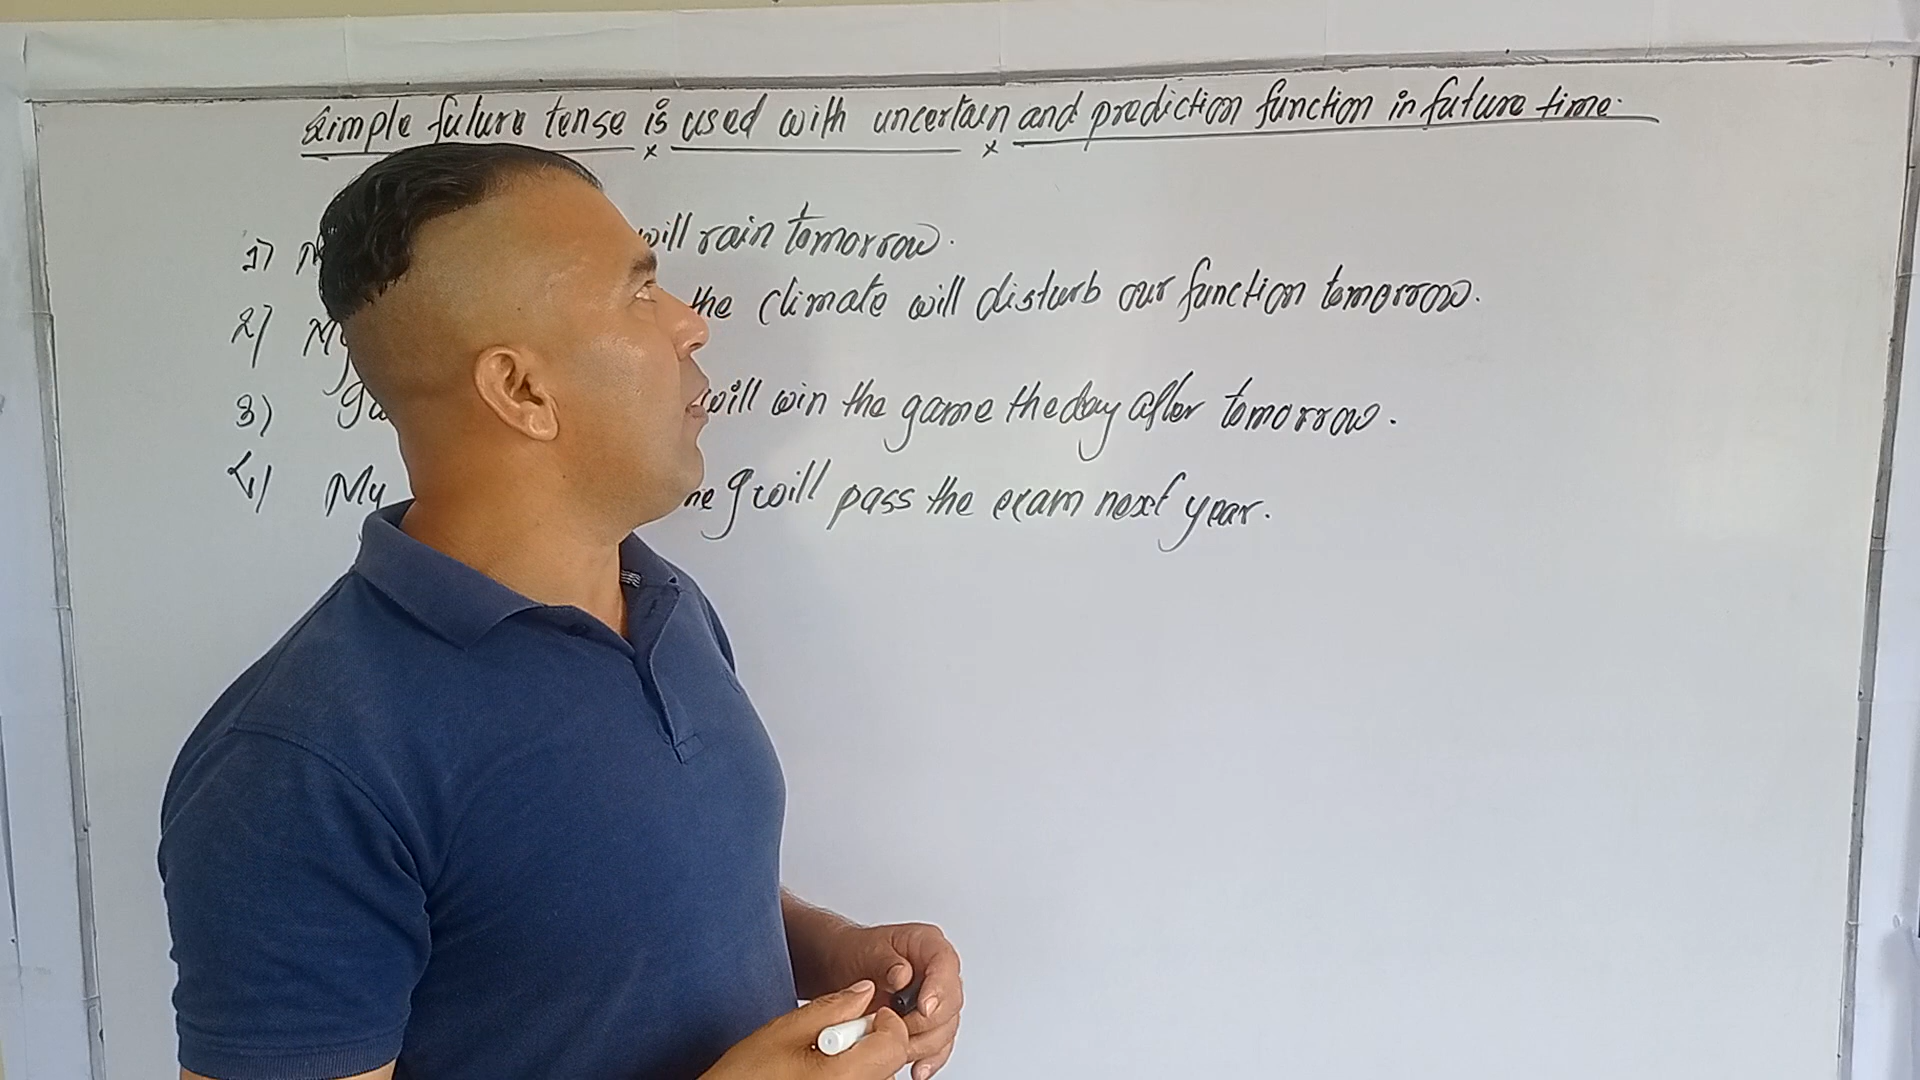 Simple future tense is used with uncertain and prediction function in future time.
1) will rain tomorrow.
2) My the climate will disturb our function tomorrow.
3) will win the game the day after tomorrow.
4) My me I will pass the exam next year.